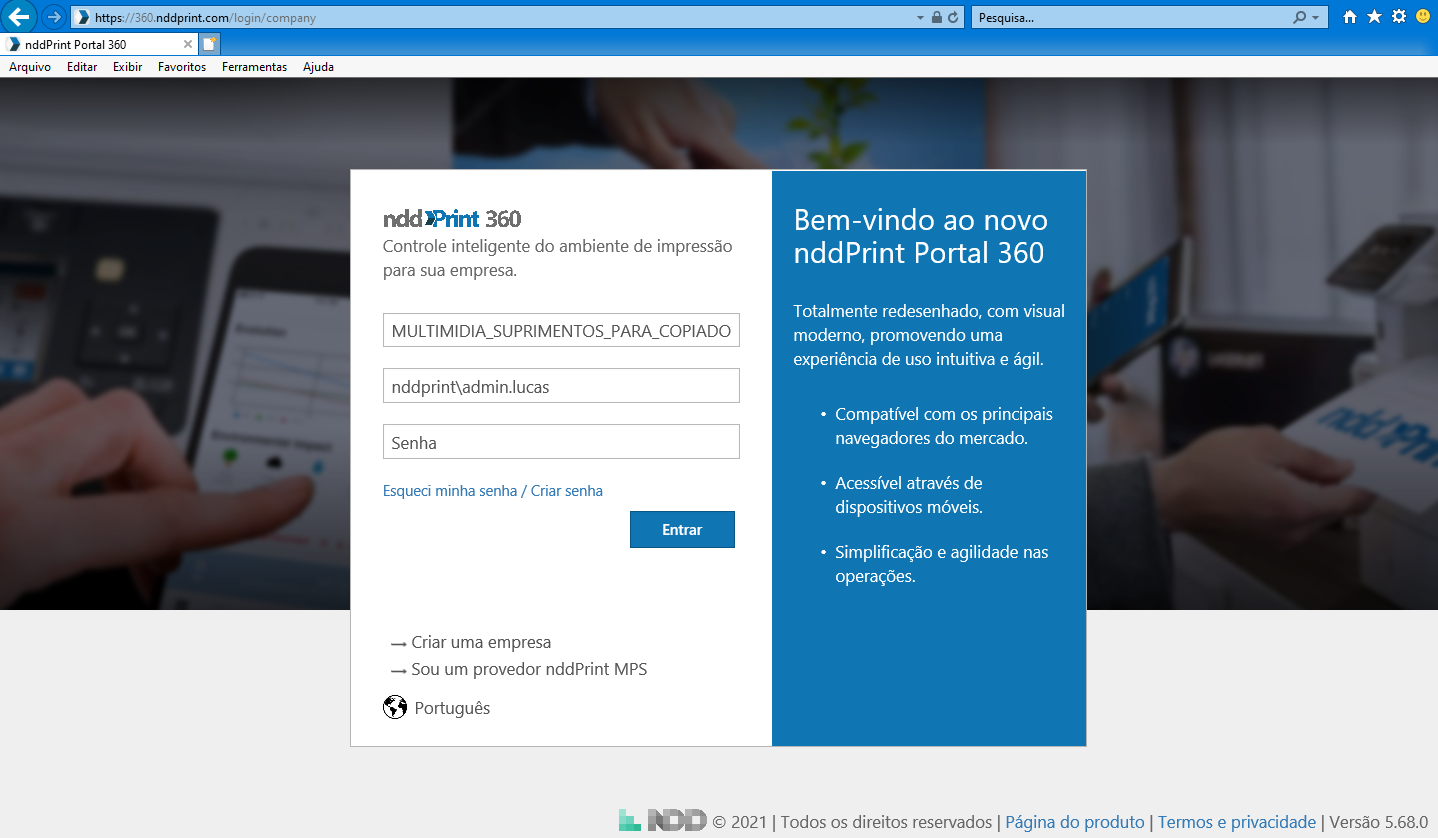 https://360.nddprint.com/login/company
Pesquisa...
nddPrint Portal 360
Arquivo Editar Exibir Favoritos Ferramentas Ajuda
nddPrint 360
Controle inteligente do ambiente de impressão
para sua empresa.
MULTIMIDIA_SUPRIMENTOS_PARA_COPIADO
nddprint\admin.lucas
Senha
Esqueci minha senha / Criar senha
Entrar
→ Criar uma empresa
→ Sou um provedor nddPrint MPS
Português
Bem-vindo ao novo
nddPrint Portal 360
Totalmente redesenhado, com visual
moderno, promovendo uma
experiência de uso intuitiva e ágil.
• Compatível com os principais
navegadores do mercado.
• Acessível através de
dispositivos móveis.
• Simplificação e agilidade nas
operações.
NDD © 2021 | Todos os direitos reservados | Página do produto | Termos e privacidade | Versão 5.68.0